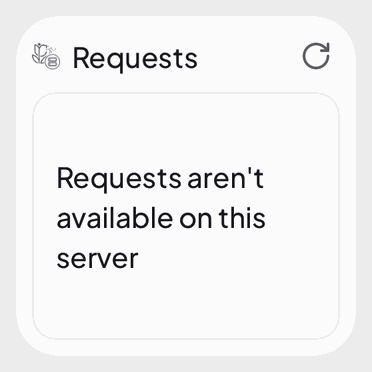 Requests
Requests aren't
available on this
server